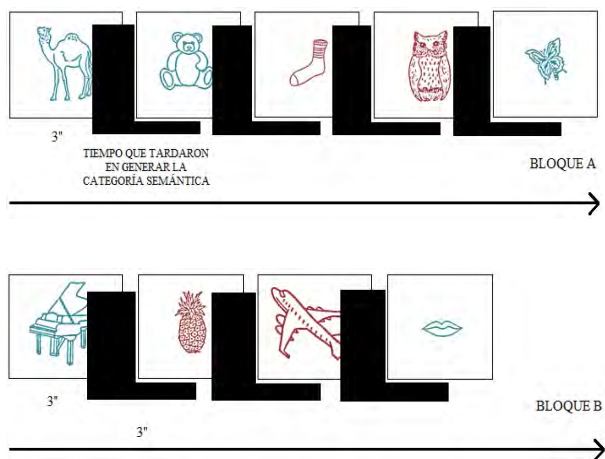 3"
TIEMPO QUE TARDARON
EN GENERAR LA
CATEGORÍA SEMÁNTICA
BLOQUE A
3"
BLOQUE B
3"